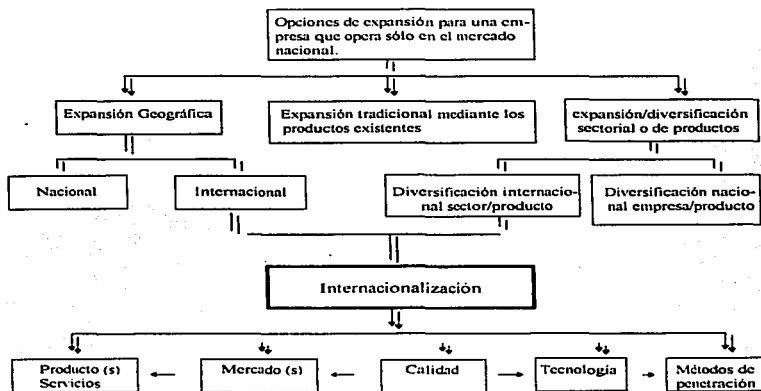 Opciones de expansión para una em-
presa que opera sólo en el mercado
nacional.
Expansión Geográfica
Expansión tradicional mediante los
productos existentes
expansión/diversificación
sectorial o de productos
Nacional
Internacional
Diversificación internacio-
nal sector/producto
Diversificación nacio-
nal empresa/producto
Internacionalización
Producto (s)
Servicios
Mercado (s)
Calidad
Tecnología
Métodos de
penetración